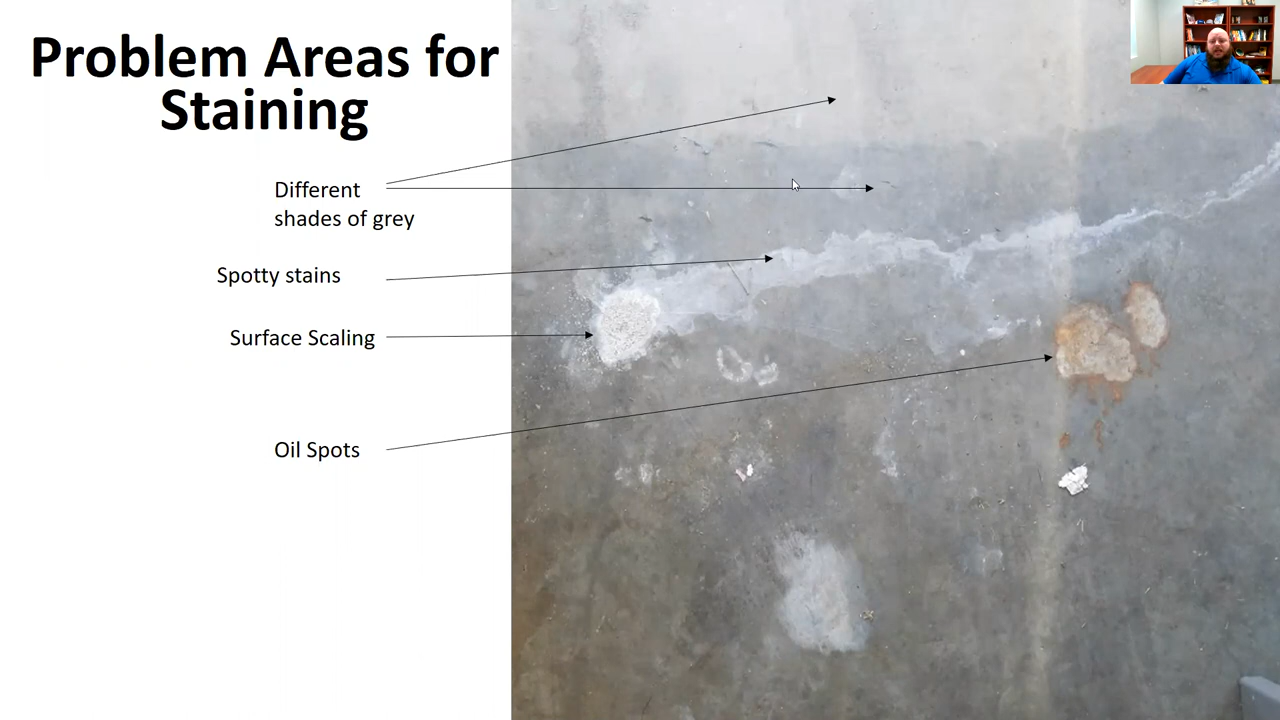 Problem Areas for
Staining
Different
shades of grey
Spotty stains
Surface Scaling
Oil Spots